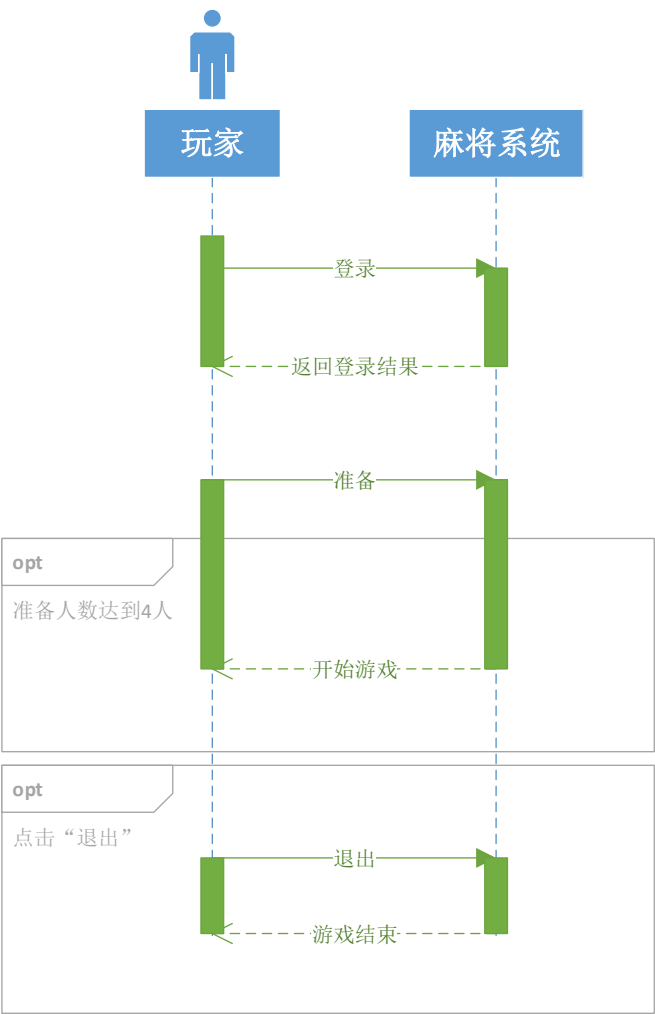 玩家
麻将系统
登录
返回登录结果
准备
opt
准备人数达到4人
开始游戏
opt
点击“退出”
退出
游戏结束